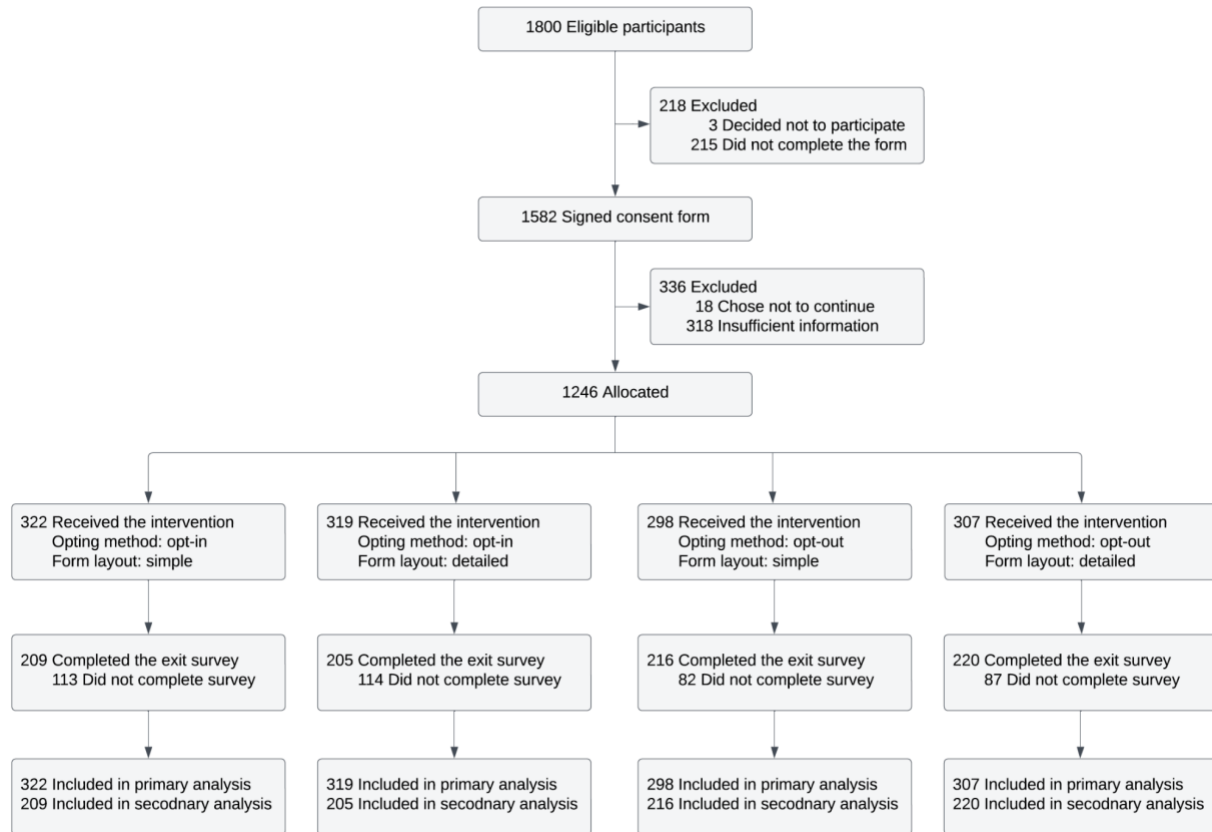 1800 Eligible participants
218 Excluded
3 Decided not to participate
215 Did not complete the form
1582 Signed consent form
336 Excluded
18 Chose not to continue
318 Insufficient information
1246 Allocated
322 Received the intervention
Opting method: opt-in
Form layout: simple
319 Received the intervention
Opting method: opt-in
Form layout: detailed
298 Received the intervention
Opting method: opt-out
Form layout: simple
307 Received the intervention
Opting method: opt-out
Form layout: detailed
209 Completed the exit survey
113 Did not complete survey
205 Completed the exit survey
114 Did not complete survey
216 Completed the exit survey
82 Did not complete survey
220 Completed the exit survey
87 Did not complete survey
322 Included in primary analysis
209 Included in secodnary analysis
319 Included in primary analysis
205 Included in secodnary analysis
298 Included in primary analysis
216 Included in secodnary analysis
307 Included in primary analysis
220 Included in secodnary analysis